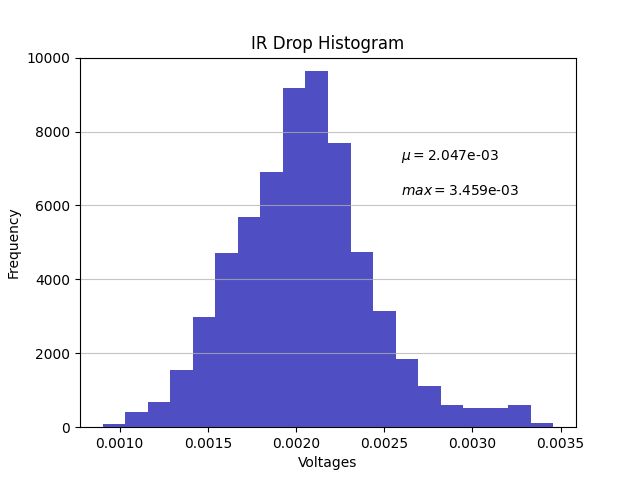 IR Drop Histogram
10000
8000
6000
4000
2000
0
Frequency
μ = 2.047e-03
max = 3.459e-03
0.0010 0.0015 0.0020 0.0025 0.0030 0.0035
Voltages